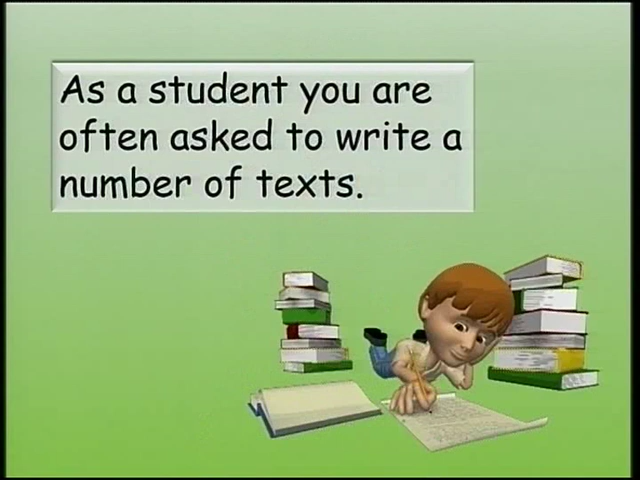 As a student you are
often asked to write a
number of texts.